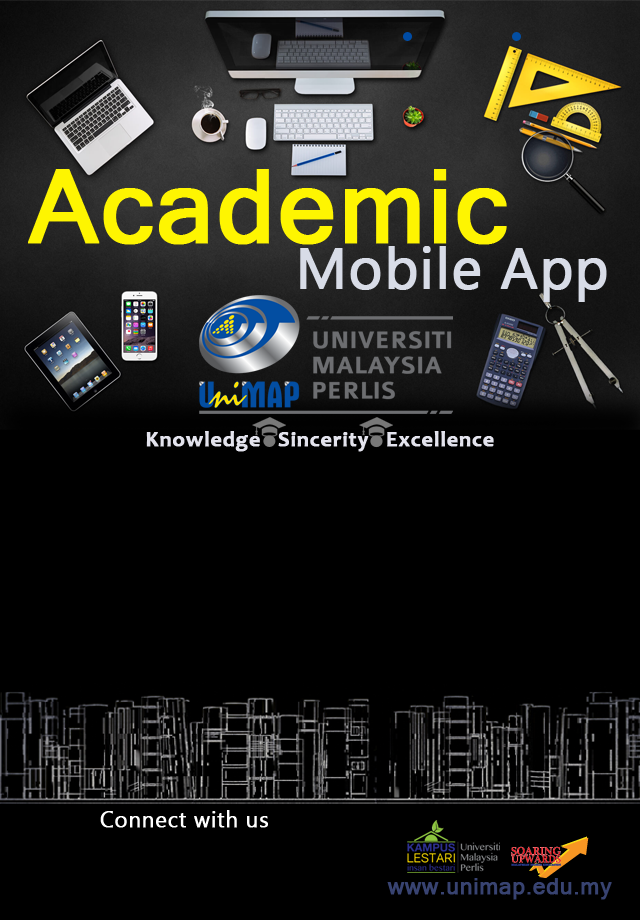 Academic
Mobile App
UniMAP
UNIVERSITI
MALAYSIA
PERLIS
Knowledge Sincerity Excellence
Connect with us
KAMPUS
LESTARI
insan bestari
Universiti
Malaysia
Perlis
SOARING
UPWARDS
www.unimap.edu.my